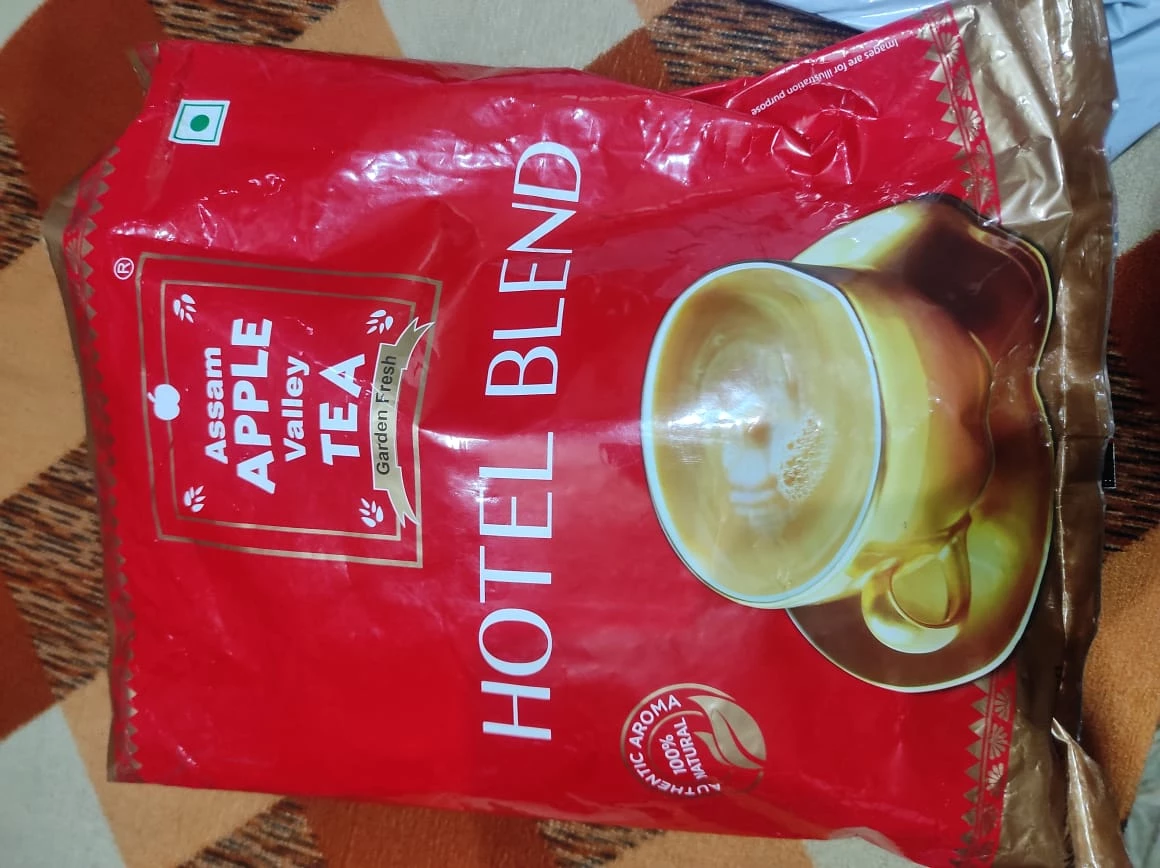 ®
Assam
APPLE
Valley
TEA
Garden Fresh
HOTEL BLEND
AUTHENTIC AROMA
100%
NATURAL
Images are for illustration purpose